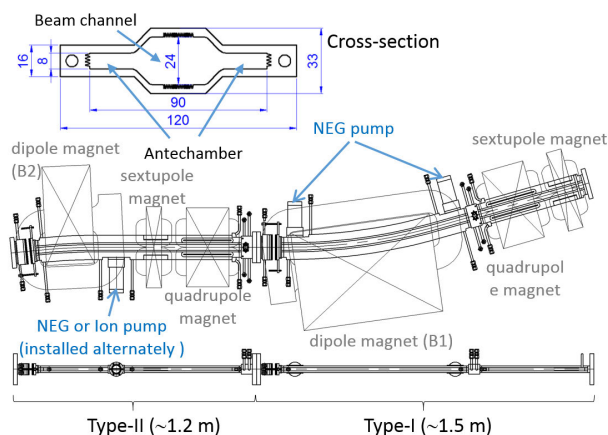 Beam channel
Cross-section
16
8
24
33
90
120
Antechamber
NEG pump
sextupole magnet
dipole magnet
(B2)
sextupole
magnet
quadrupol
e magnet
quadrupole
magnet
NEG or Ion pump
(installed alternately )
dipole magnet (B1)
Type-II (~1.2 m)
Type-I (~1.5 m)